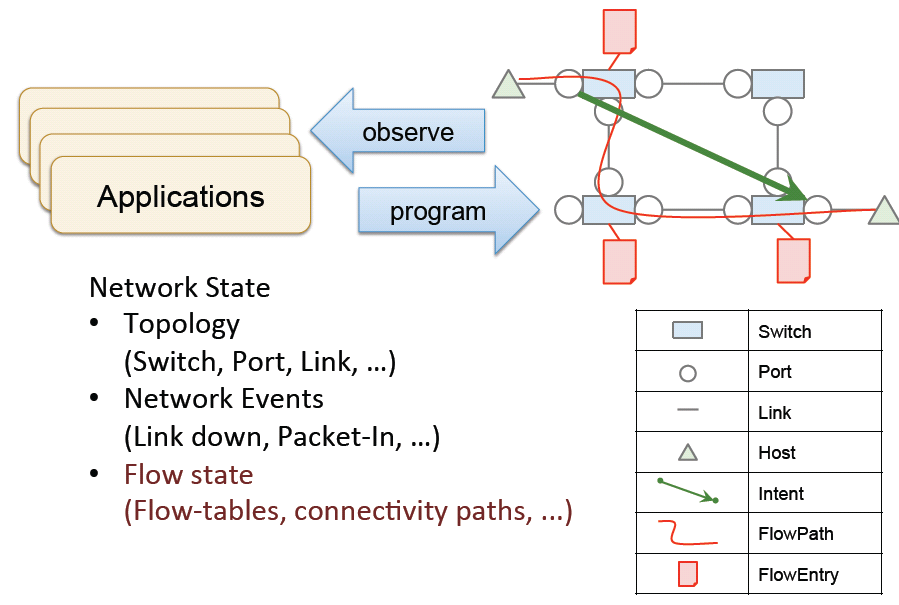 observe
Applications
program
Network State
• Topology
(Switch, Port, Link, ...)
• Network Events
(Link down, Packet-In, ...)
• Flow state
(Flow-tables, connectivity paths, ...)
Switch
Port
Link
Host
Intent
FlowPath
FlowEntry